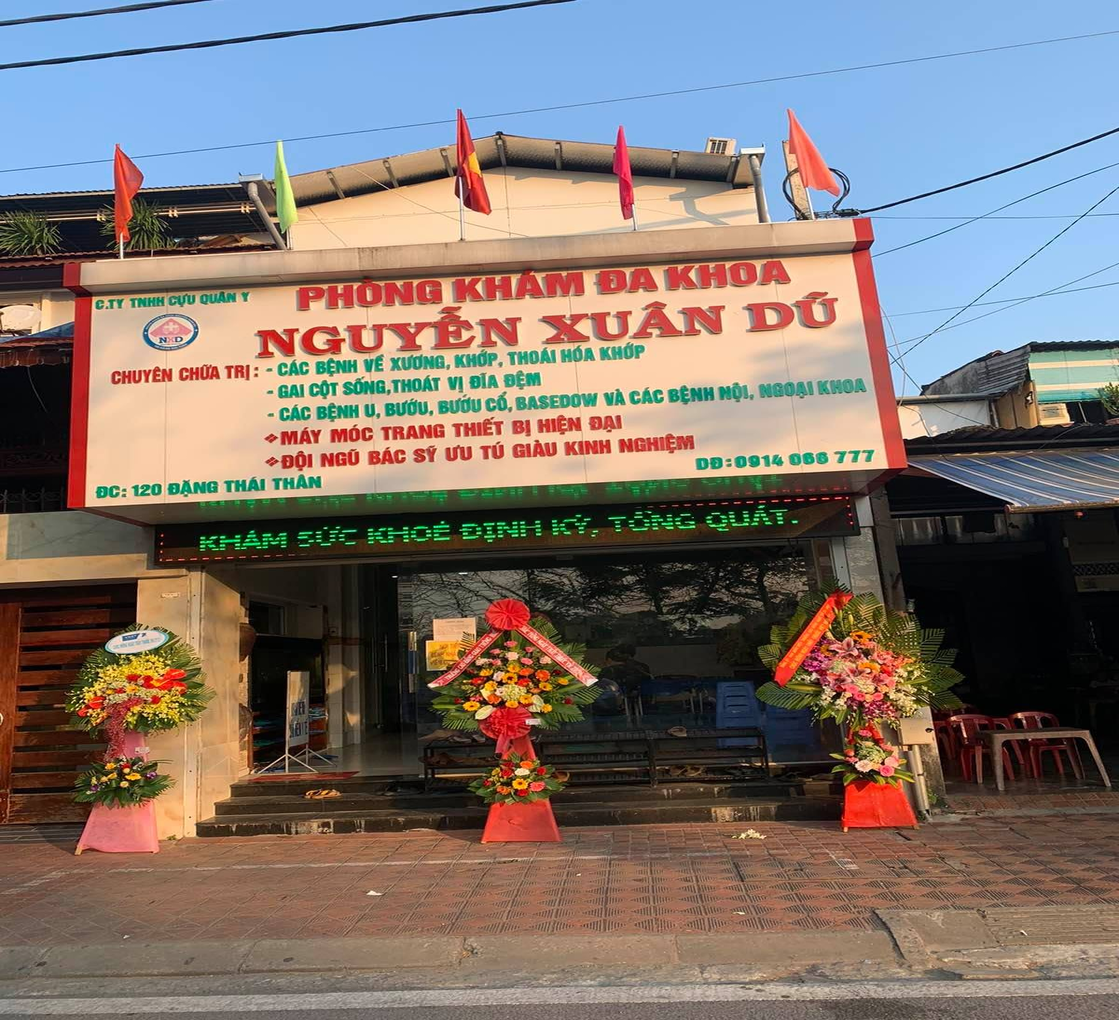 C.TY TNHH CỰU QUÂN Y
PHÒNG KHÁM ĐA KHOA
NGUYỄN XUÂN DŨ
NXD
CHUYÊN CHỮA TRỊ: - CÁC BỆNH VỀ XƯƠNG, KHỚP, THOÁI HÓA KHỚP
- GAI CỘT SỐNG, THOÁT VỊ ĐĨA ĐỆM
- CÁC BỆNH U, BƯỚU, BƯỚU CỔ, BASEDOW VÀ CÁC BỆNH NỘI, NGOẠI KHOA
❖MÁY MÓC TRANG THIẾT BỊ HIỆN ĐẠI
❖ĐỘI NGŨ BÁC SỸ ƯU TÚ GIÀU KINH NGHIỆM
ĐC: 120 ĐẶNG THÁI THÂN
DĐ: 0914 066 777
KHÁM SỨC KHOẺ ĐỊNH KỲ, TỔNG QUÁT.